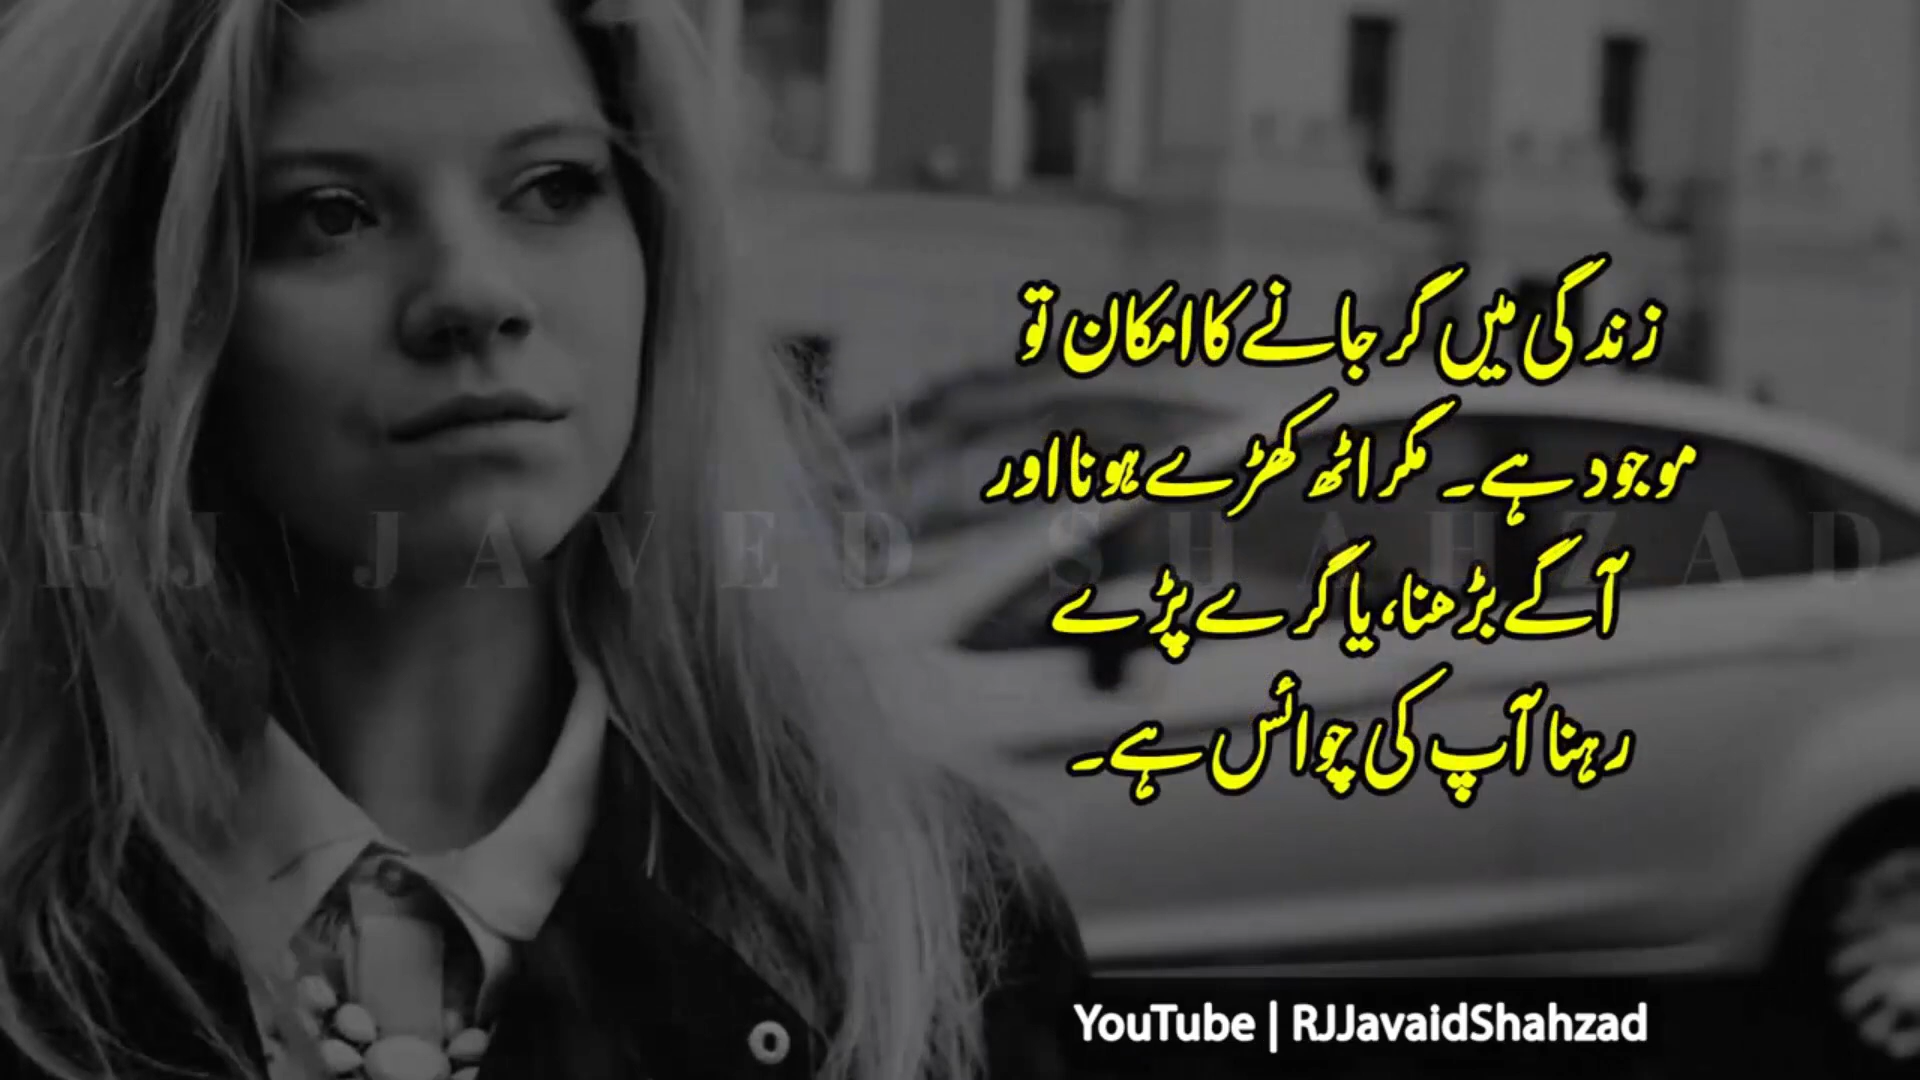 زندگی میں گر جانے کا امکان تو
موجود ہے۔ مگر اٹھ کھڑے ہونا اور
RJ JAVED SHAHZAD
آگے بڑھنا، یا گرے پڑے
رہنا آپ کی چوائس ہے۔
YouTube | RJJavaidShahzad